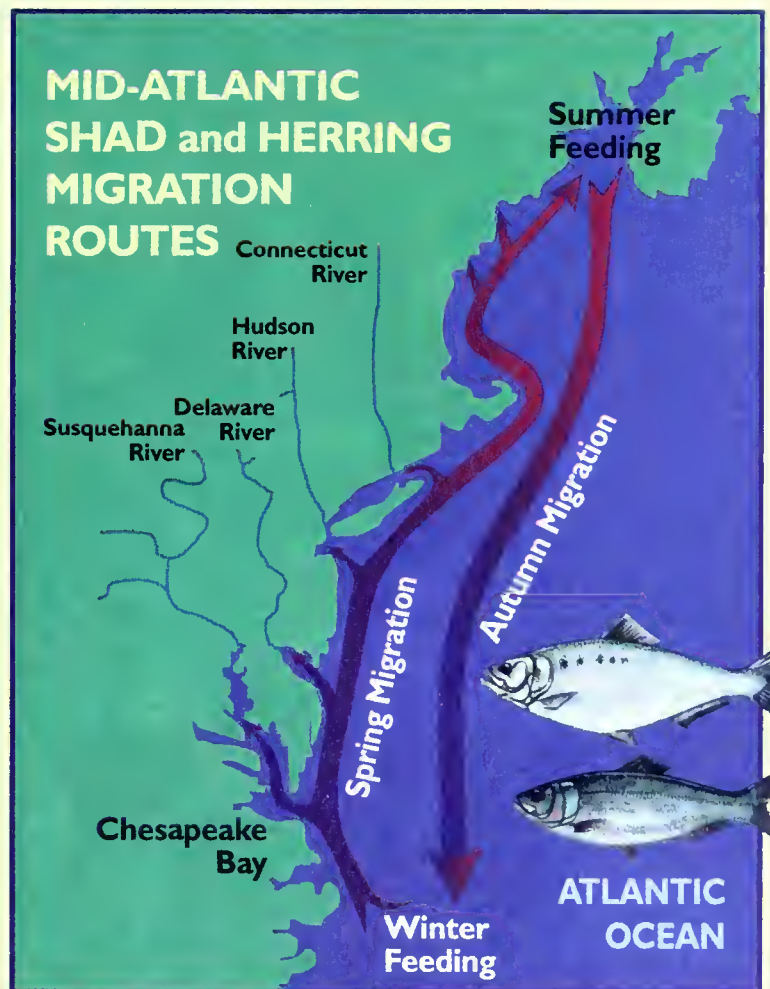 MID-ATLANTIC
SHAD and HERRING
MIGRATION
ROUTES
Summer
Feeding
Connecticut
River
Hudson
River
Delaware
River
Susquehanna
River
Autumn Migration
Spring Migration
Chesapeake
Bay
ATLANTIC
OCEAN
Winter
Feeding